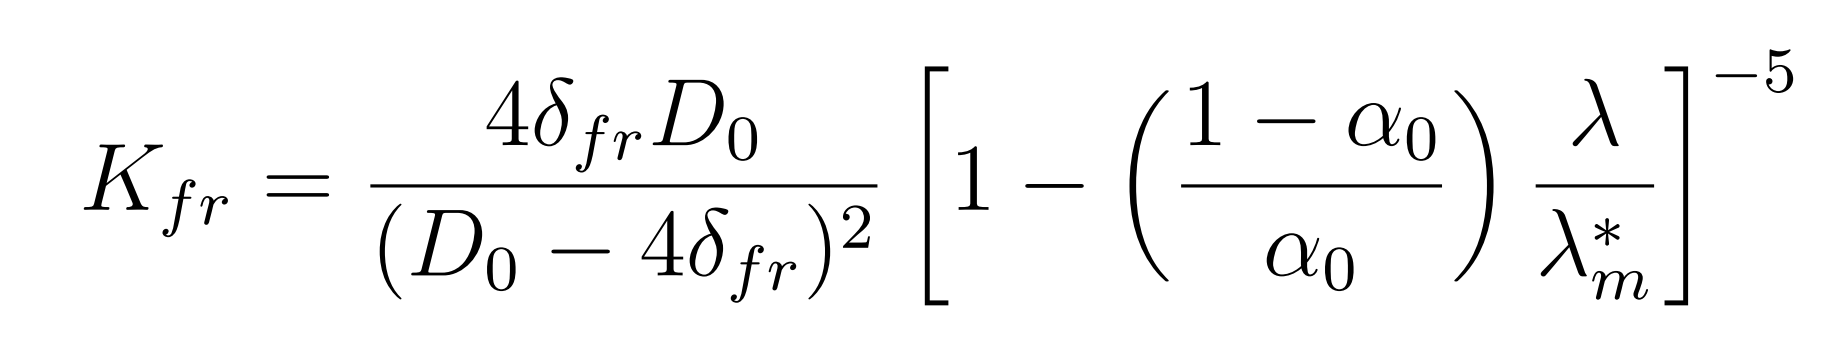 K_{fr} = \frac{4\delta_{fr} D_0}{(D_0 - 4\delta_{fr})^2} \left[ 1 - \left( \frac{1 - \alpha_0}{\alpha_0} \right) \frac{\lambda}{\lambda_m^*} \right]^{-5}